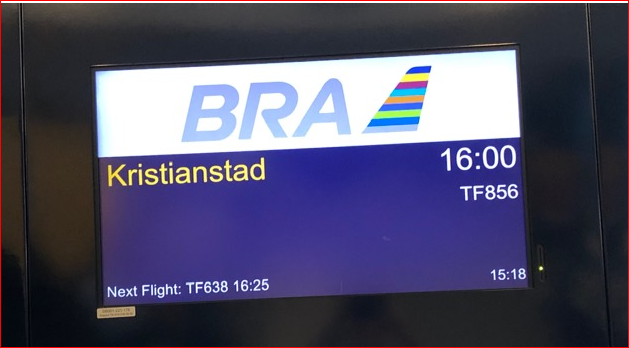 BRA
Kristianstad 16:00
TF856
Next Flight: TF638 16:25 15:18